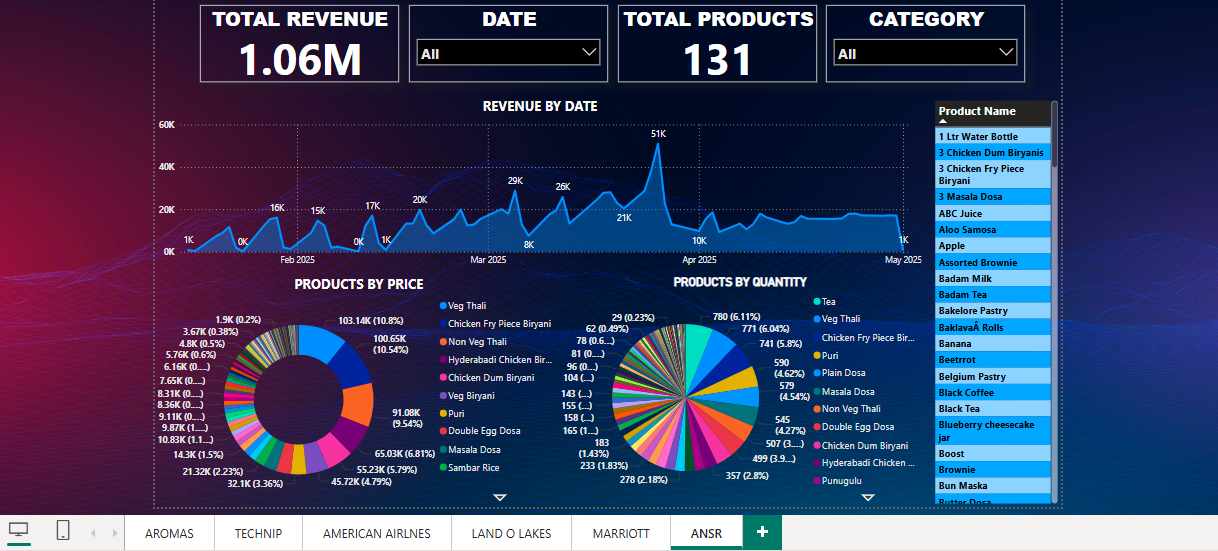 TOTAL REVENUE
1.06M
DATE
All
TOTAL PRODUCTS
131
CATEGORY
All
REVENUE BY DATE
60K
40K
20K
0K
1K
0K
16K
15K
0K
17K
1K
20K
29K
8K
26K
21K
51K
10K
1K
Feb 2025
Mar 2025
Apr 2025
May 2025
PRODUCTS BY PRICE
1.9K (0.2%)
3.67K (0.38%)
4.8K (0.5%)
5.76K (0.6%)
6.16K (0....)
7.65K (0....)
8.31K (0....)
8.36K (0....)
9.11K (0....)
9.87K (1....)
10.83K (1.1...)
14.3K (1.5%)
21.32K (2.23%)
32.1K (3.36%)
45.72K (4.79%)
55.23K (5.79%)
65.03K (6.81%)
91.08K
(9.54%)
100.65K
(10.54%)
103.14K (10.8%)
Veg Thali
Chicken Fry Piece Biryani
Non Veg Thali
Hyderabadi Chicken Bir...
Chicken Dum Biryani
Veg Biryani
Puri
Double Egg Dosa
Masala Dosa
Sambar Rice
PRODUCTS BY QUANTITY
29 (0.23%)
62 (0.49%)
78 (0.6...)
81 (0....)
96 (0....)
104 (....)
143 (...)
155 (...)
158 (...)
165 (1...)
183
(1.43%)
233 (1.83%)
278 (2.18%)
357 (2.8%)
499 (3.9...)
507 (3....)
545
(4.27%)
579
(4.54%)
590
(4.62%)
741 (5.8%)
771 (6.04%)
780 (6.11%)
Tea
Veg Thali
Chicken Fry Piece Bir...
Puri
Plain Dosa
Masala Dosa
Non Veg Thali
Double Egg Dosa
Chicken Dum Biryani
Hyderabadi Chicken ...
Punugulu
Product Name
1 Ltr Water Bottle
3 Chicken Dum Biryanis
3 Chicken Fry Piece
Biryani
3 Masala Dosa
ABC Juice
Aloo Samosa
Apple
Assorted Brownie
Badam Milk
Badam Tea
Bakelore Pastry
BaklavaÂ Rolls
Banana
Beetrrot
Belgium Pastry
Black Coffee
Black Tea
Blueberry cheesecake
jar
Boost
Brownie
Bun Maska
Butter Dosa
AROMAS
TECHNIP
AMERICAN AIRLNES
LAND O LAKES
MARRIOTT
ANSR
+